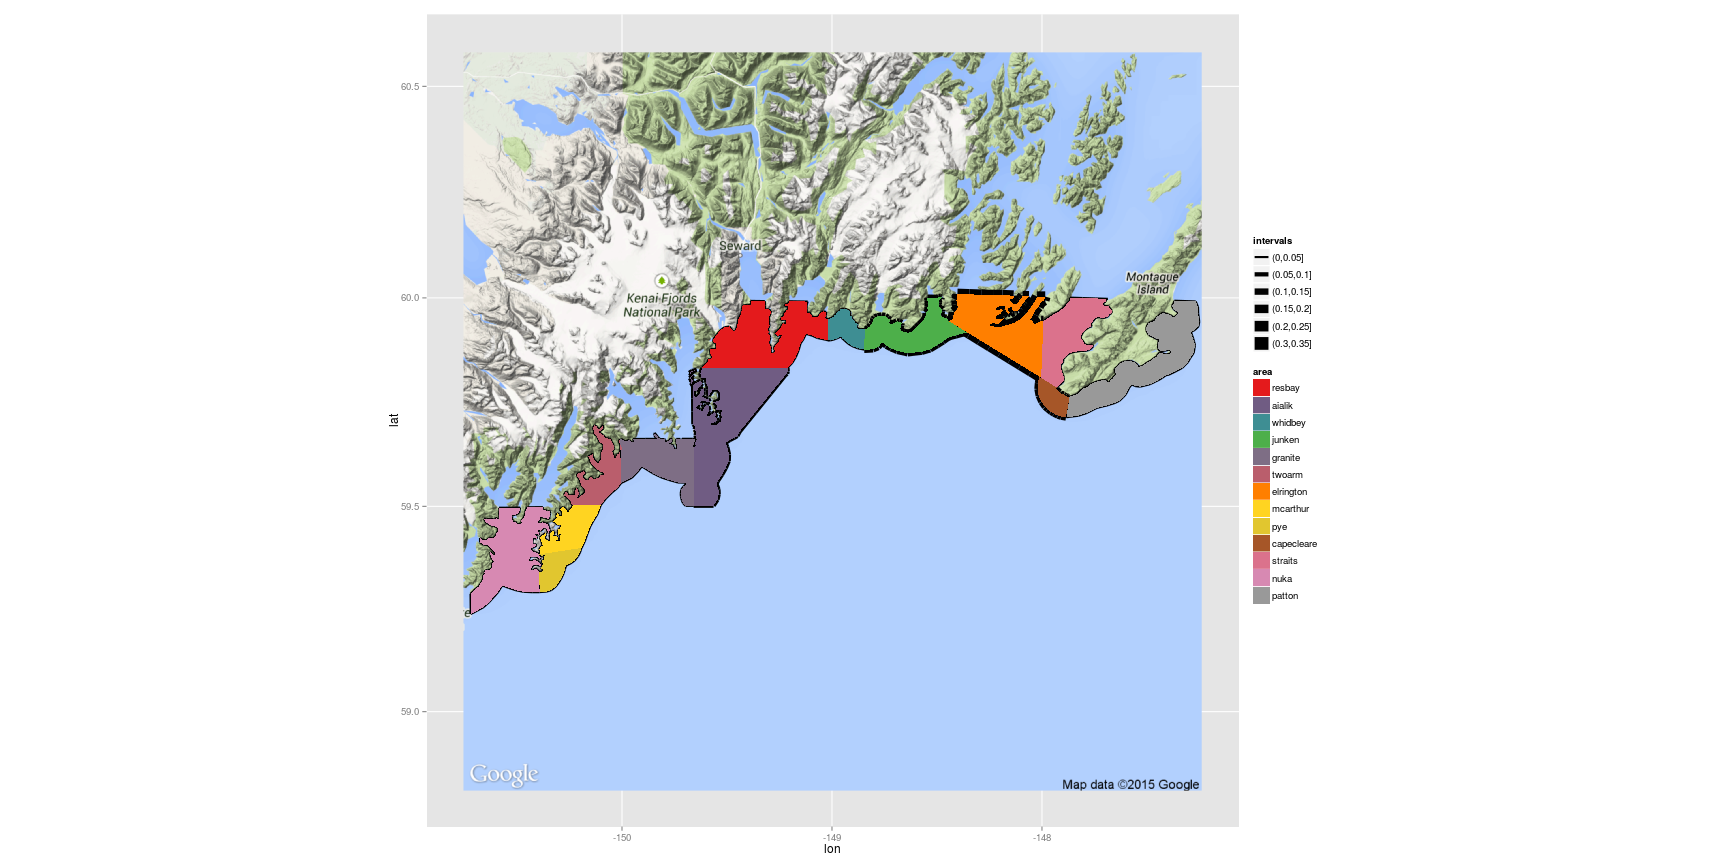 60.5
60.0
59.5
59.0
lat
Seward
Kenai Fjords
National Park
Montague
Island
e
Google
Map data ©2015 Google
-150
-149
-148
lon
intervals
(0,0.05]
(0.05,0.1]
(0.1,0.15]
(0.15,0.2]
(0.2,0.25]
(0.3,0.35]
area
resbay
aialik
whidbey
junken
granite
twoarm
elrington
mcarthur
pye
capecleare
straits
nuka
patton